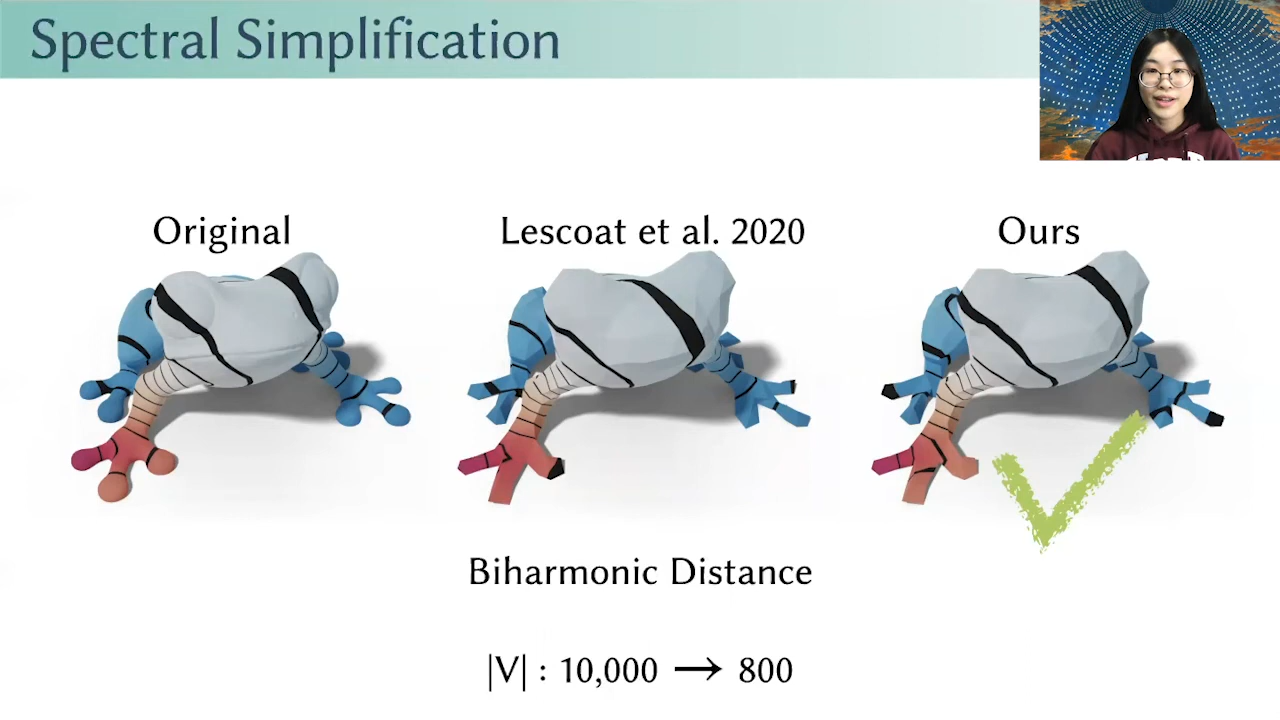 Spectral Simplification
Original
Lescoat et al. 2020
Ours
Biharmonic Distance
|V| : 10,000 → 800